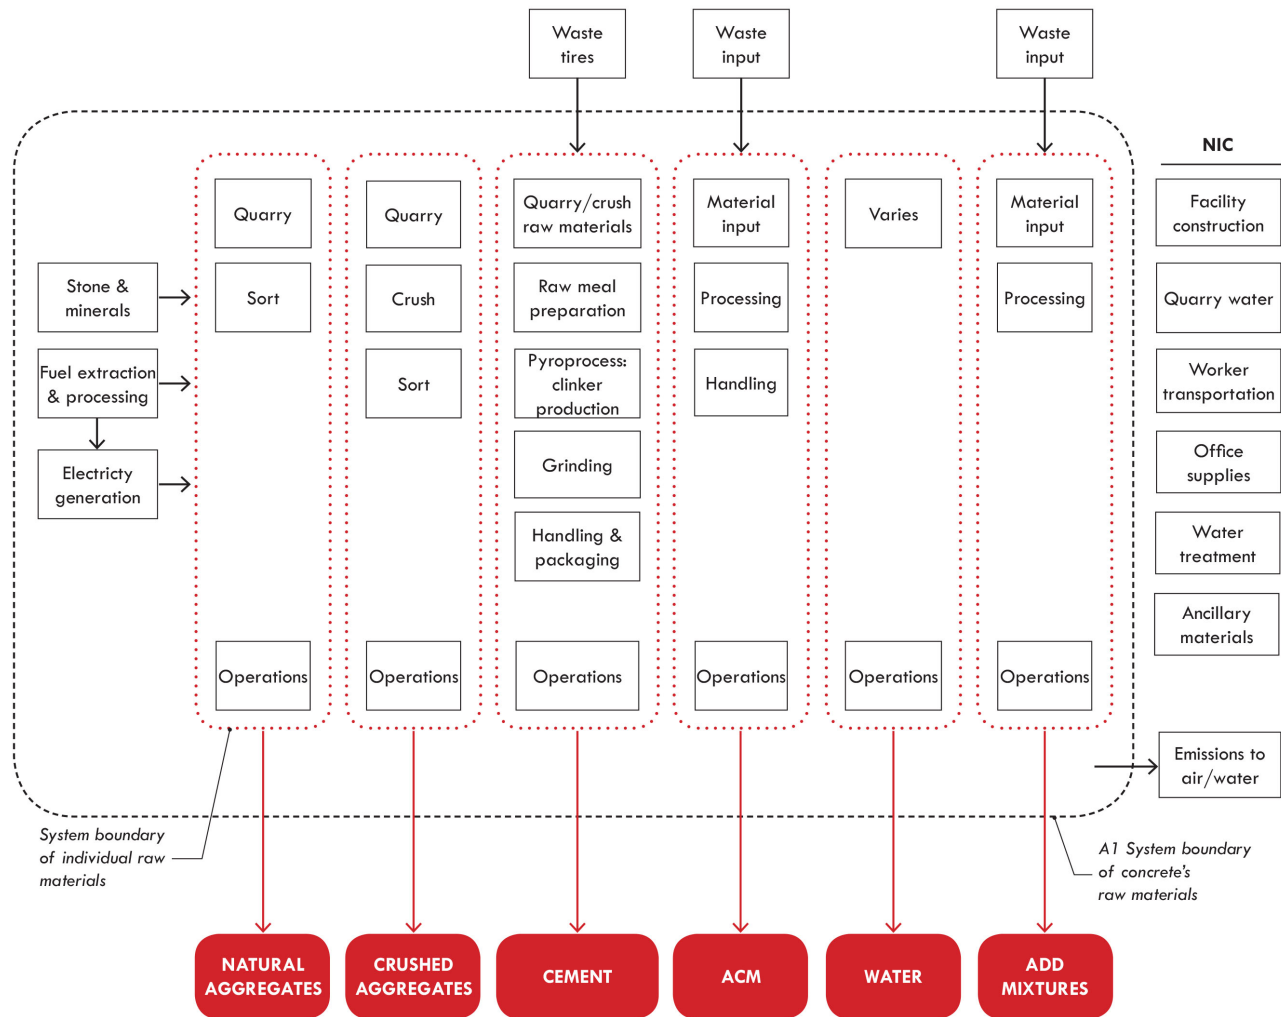 Waste
tires
Waste
input
Waste
input
NIC
Quarry
Quarry
Quarry/crush
raw materials
Material
input
Varies
Material
input
Facility
construction
Stone &
minerals
Sort
Crush
Raw meal
preparation
Processing
Processing
Quarry water
Fuel extraction
& processing
Sort
Pyroprocess:
clinker
production
Handling
Worker
transportation
Electricty
generation
Grinding
Office
supplies
Handling &
packaging
Water
treatment
Ancillary
materials
Operations
Operations
Operations
Operations
Operations
Operations
Emissions to
air/water
System boundary
of individual raw
materials
A1 System boundary
of concrete's
raw materials
NATURAL
AGGREGATES
CRUSHED
AGGREGATES
CEMENT
ACM
WATER
ADD
MIXTURES